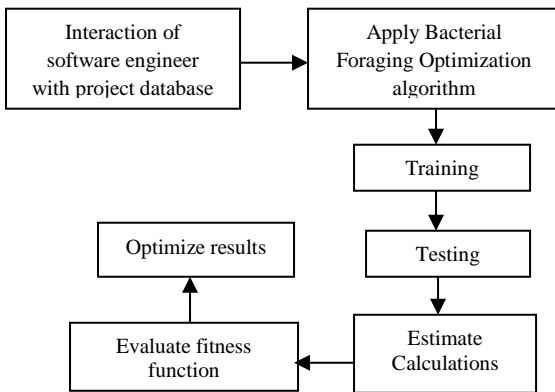 Interaction of
software engineer
with project database
Apply Bacterial
Foraging Optimization
algorithm
Training
Testing
Estimate
Calculations
Evaluate fitness
function
Optimize results